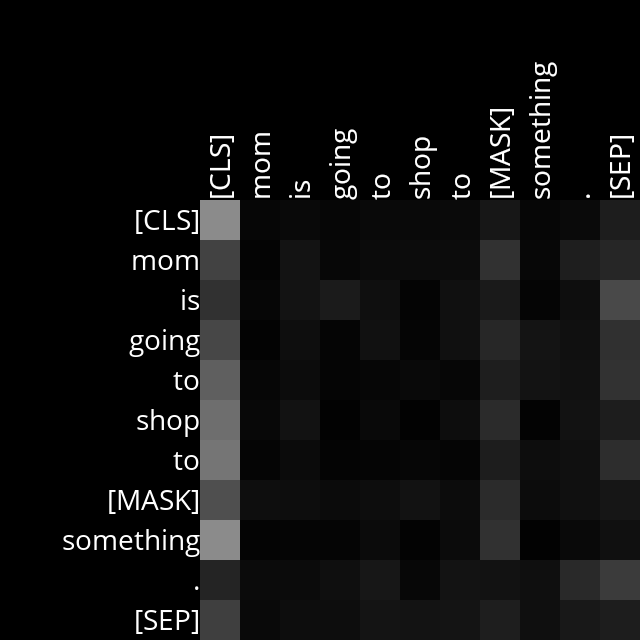 [CLS] mom is going to shop to [MASK] something . [SEP]
[CLS]
mom
is
going
to
shop
to
[MASK]
something
.
[SEP]